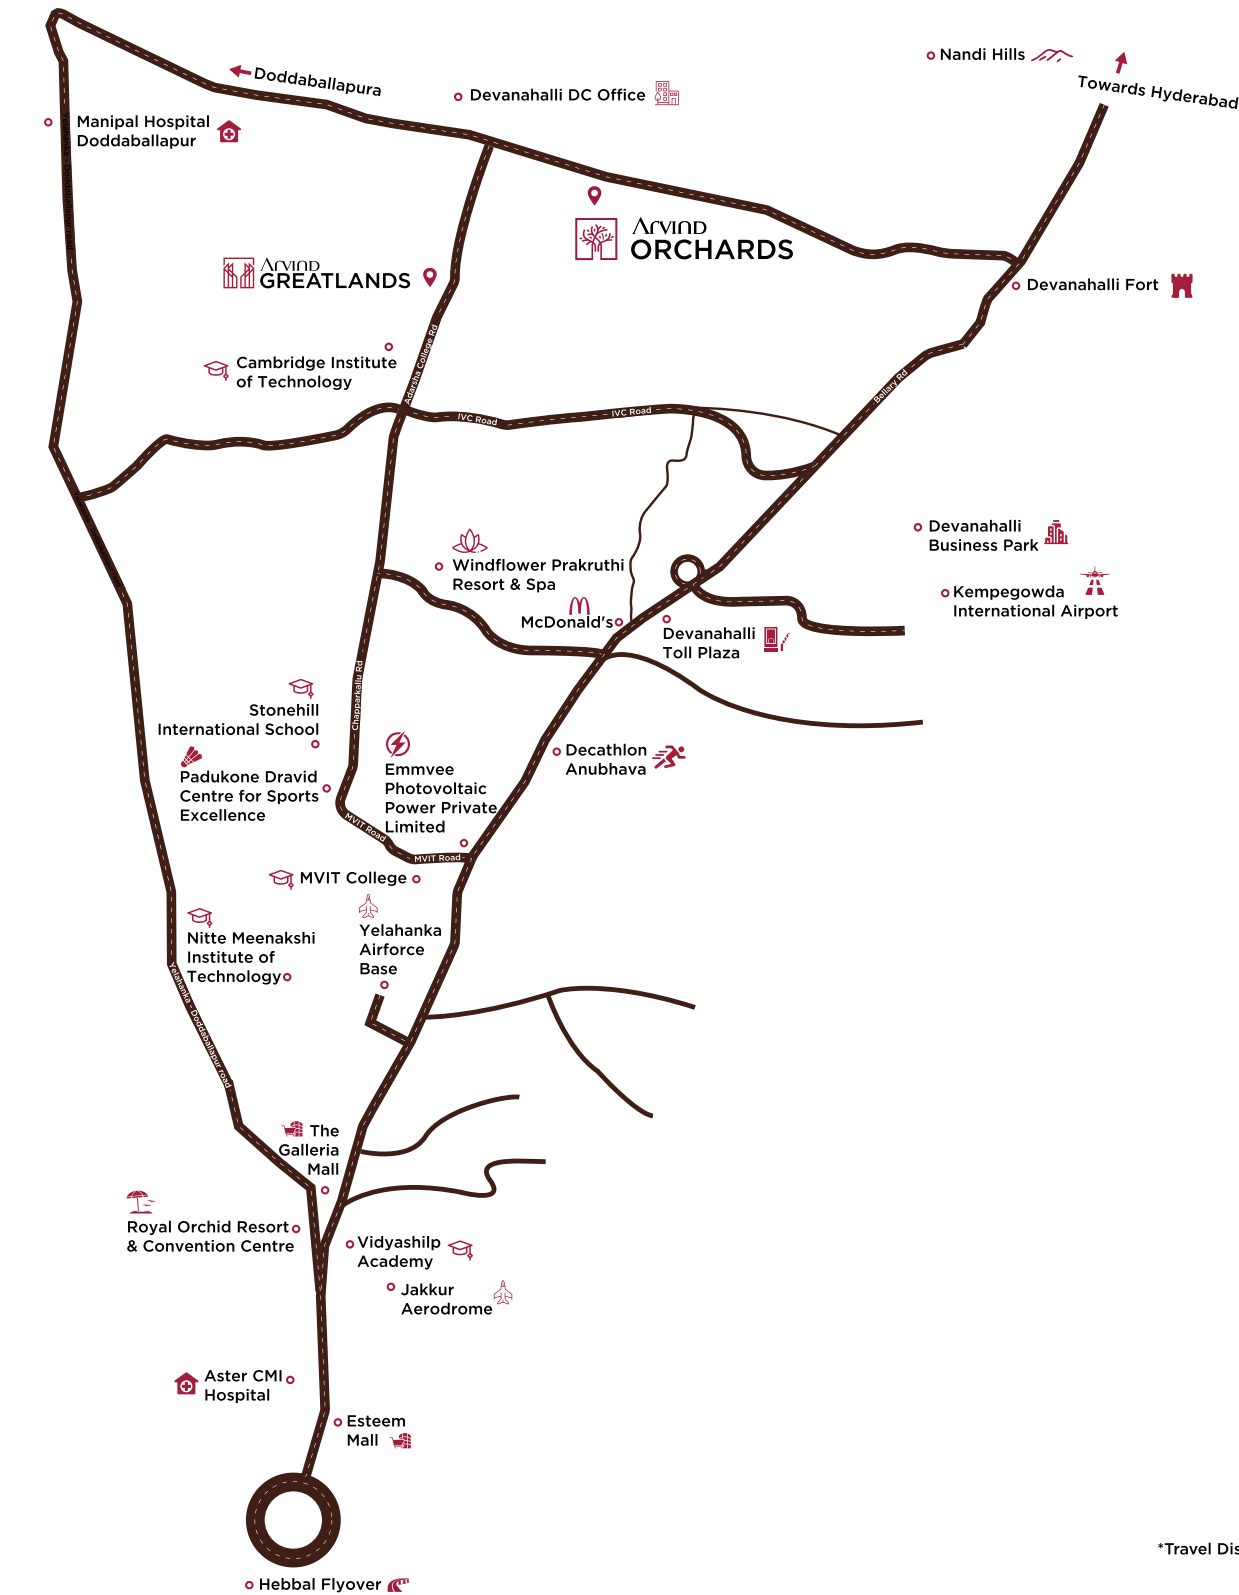 Nandi Hills
Towards Hyderabad
Doddaballapura
Devanahalli DC Office
Manipal Hospital
Doddaballapur
Arvind
ORCHARDS
Arvind
GREATLANDS
Devanahalli Fort
Cambridge Institute
of Technology
Adarsha College Rd
Bellary Rd
IVC Road
IVC Road
Devanahalli
Business Park
Windflower Prakruthi
Resort & Spa
Kempegowda
International Airport
McDonald's
Devanahalli
Toll Plaza
Chapparkallu Rd
Stonehill
International School
Padukone Dravid
Centre for Sports
Excellence
Emmvee
Photovoltaic
Power Private
Limited
Decathlon
Anubhava
MVIT Road
MVIT Road
MVIT College
Nitte Meenakshi
Institute of
Technology
Yelahanka
Airforce
Base
Yelahanka - Doddaballapur road
The
Galleria
Mall
Royal Orchid Resort
& Convention Centre
Vidyashilp
Academy
Jakkur
Aerodrome
Aster CMI
Hospital
Esteem
Mall
*Travel Dis
Hebbal Flyover